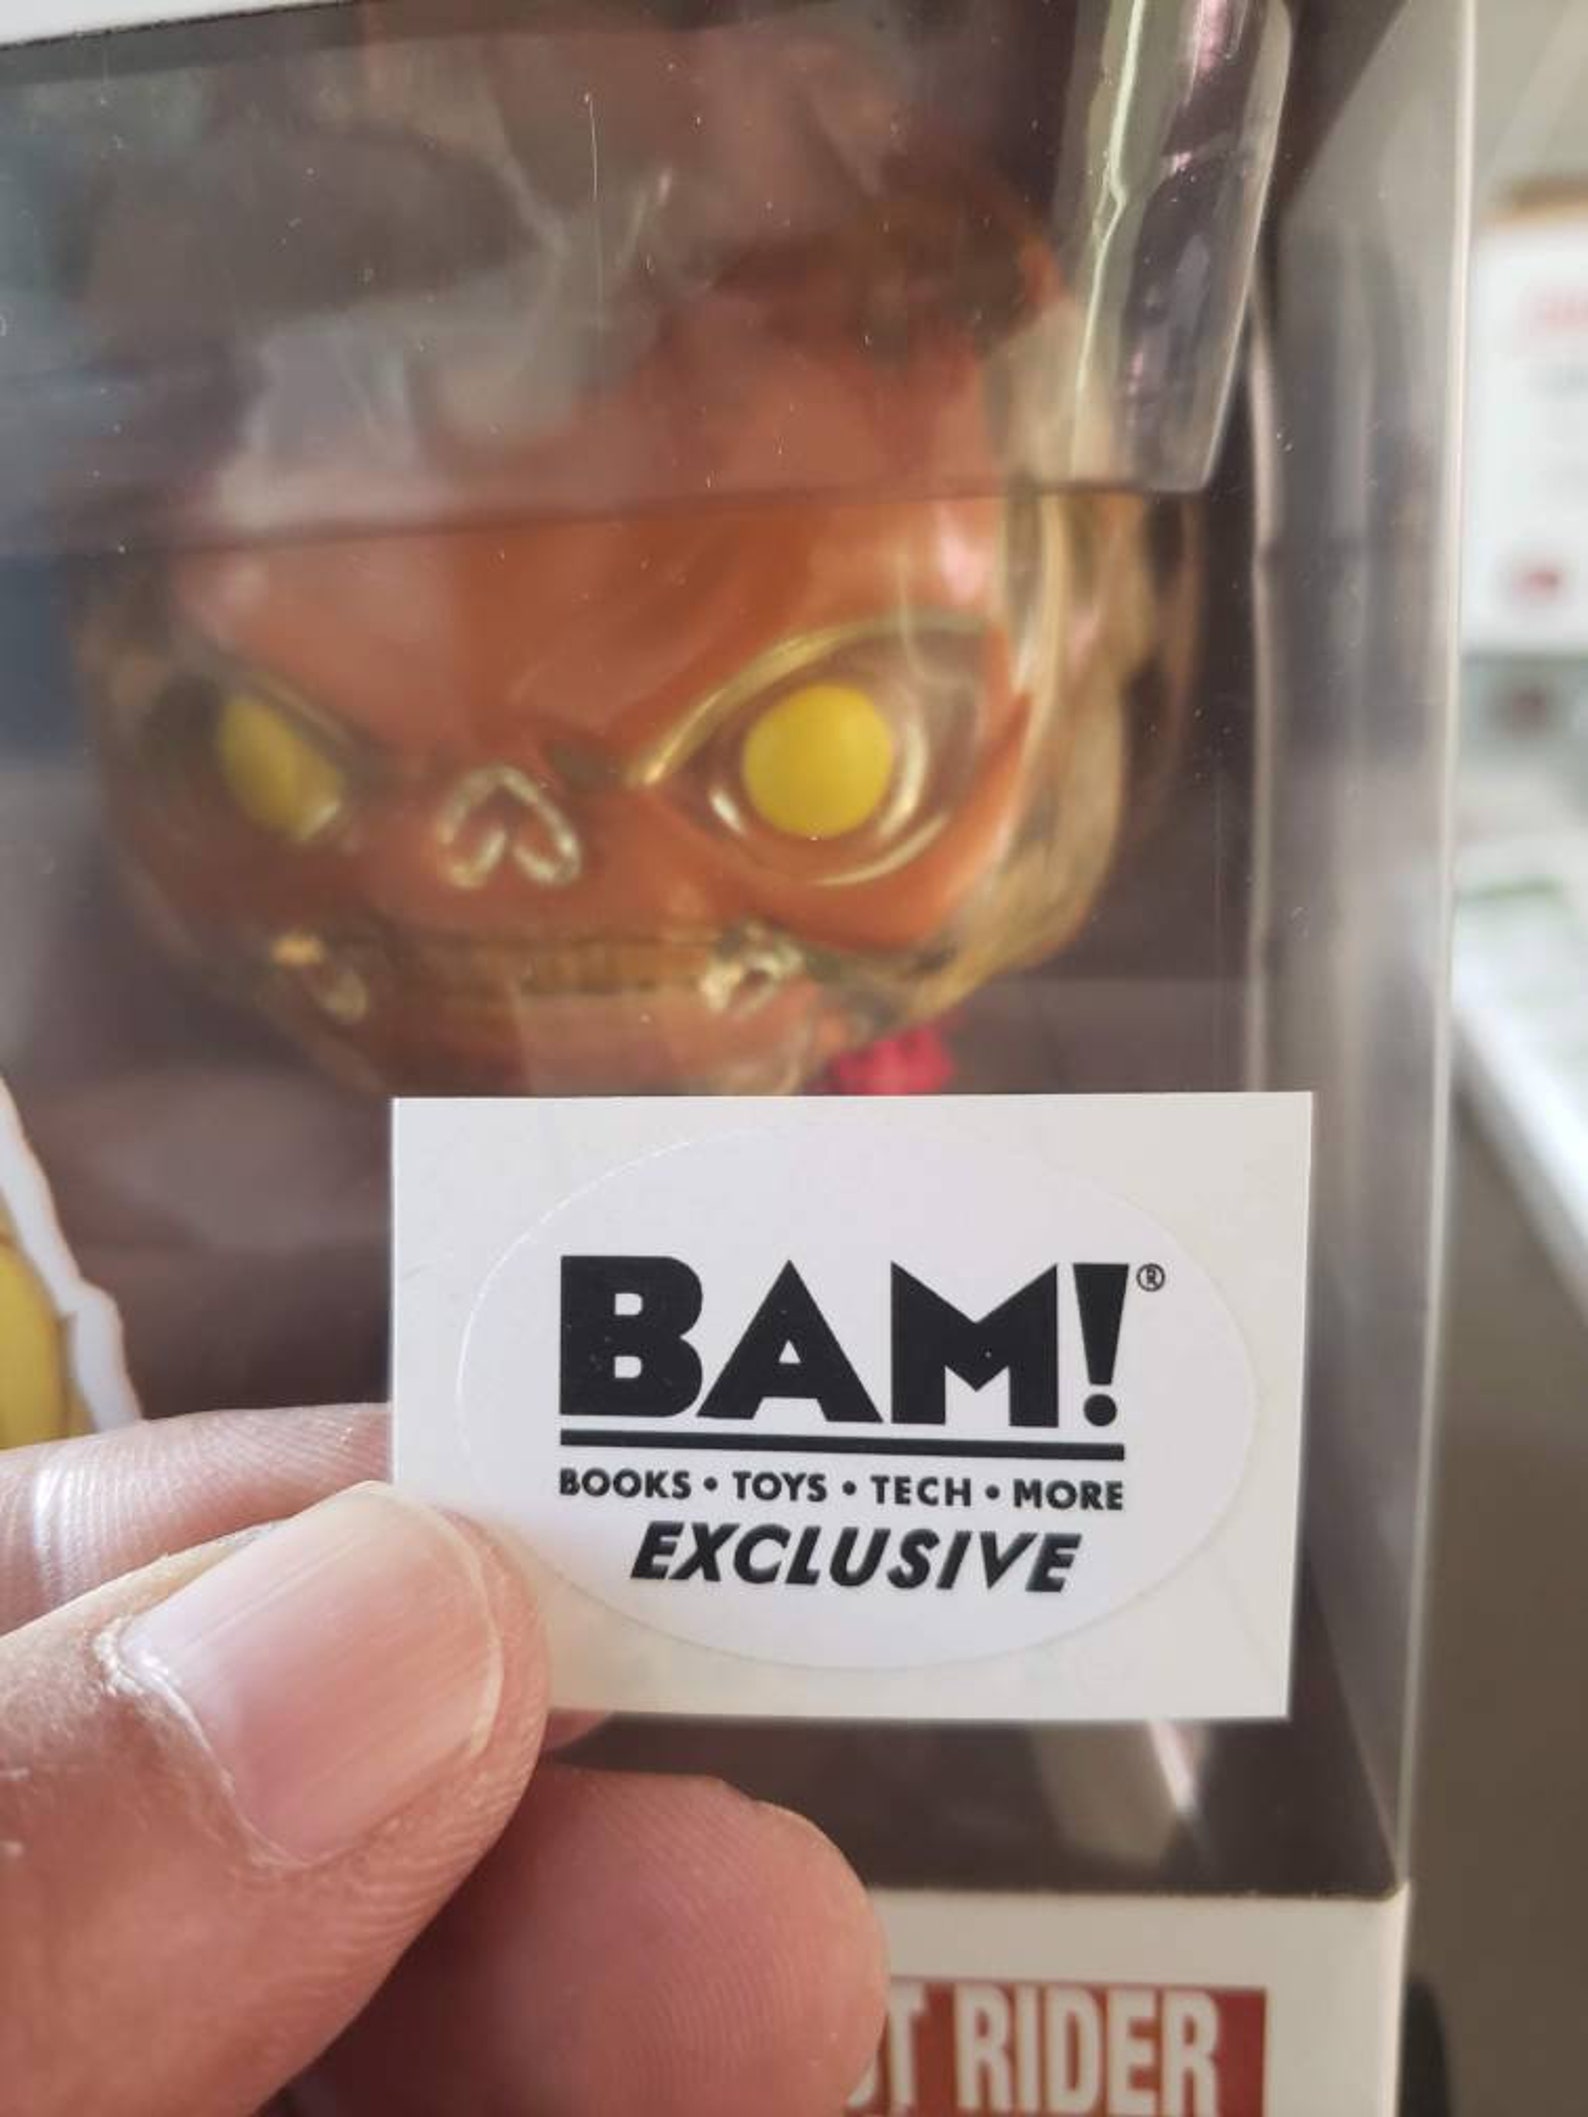 BAM!®
BOOKS • TOYS • TECH • MORE
EXCLUSIVE
T RIDER